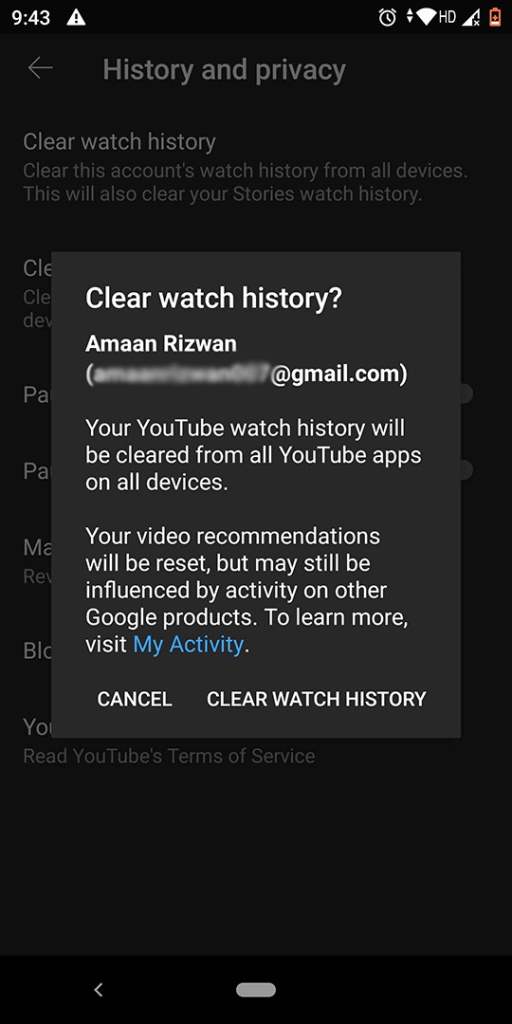 9:43
HD
History and privacy
Clear watch history
Clear this account's watch history from all devices.
This will also clear your Stories watch history.
Cle
Cle
dev
Clear watch history?
Amaan Rizwan
(@gmail.com)
Your YouTube watch history will
be cleared from all YouTube apps
on all devices.
Pau
Pau
Your video recommendations
will be reset, but may still be
influenced by activity on other
Google products. To learn more,
visit My Activity.
Ma
Rev
Blo
CANCEL CLEAR WATCH HISTORY
You
Read YouTube's Terms of Service